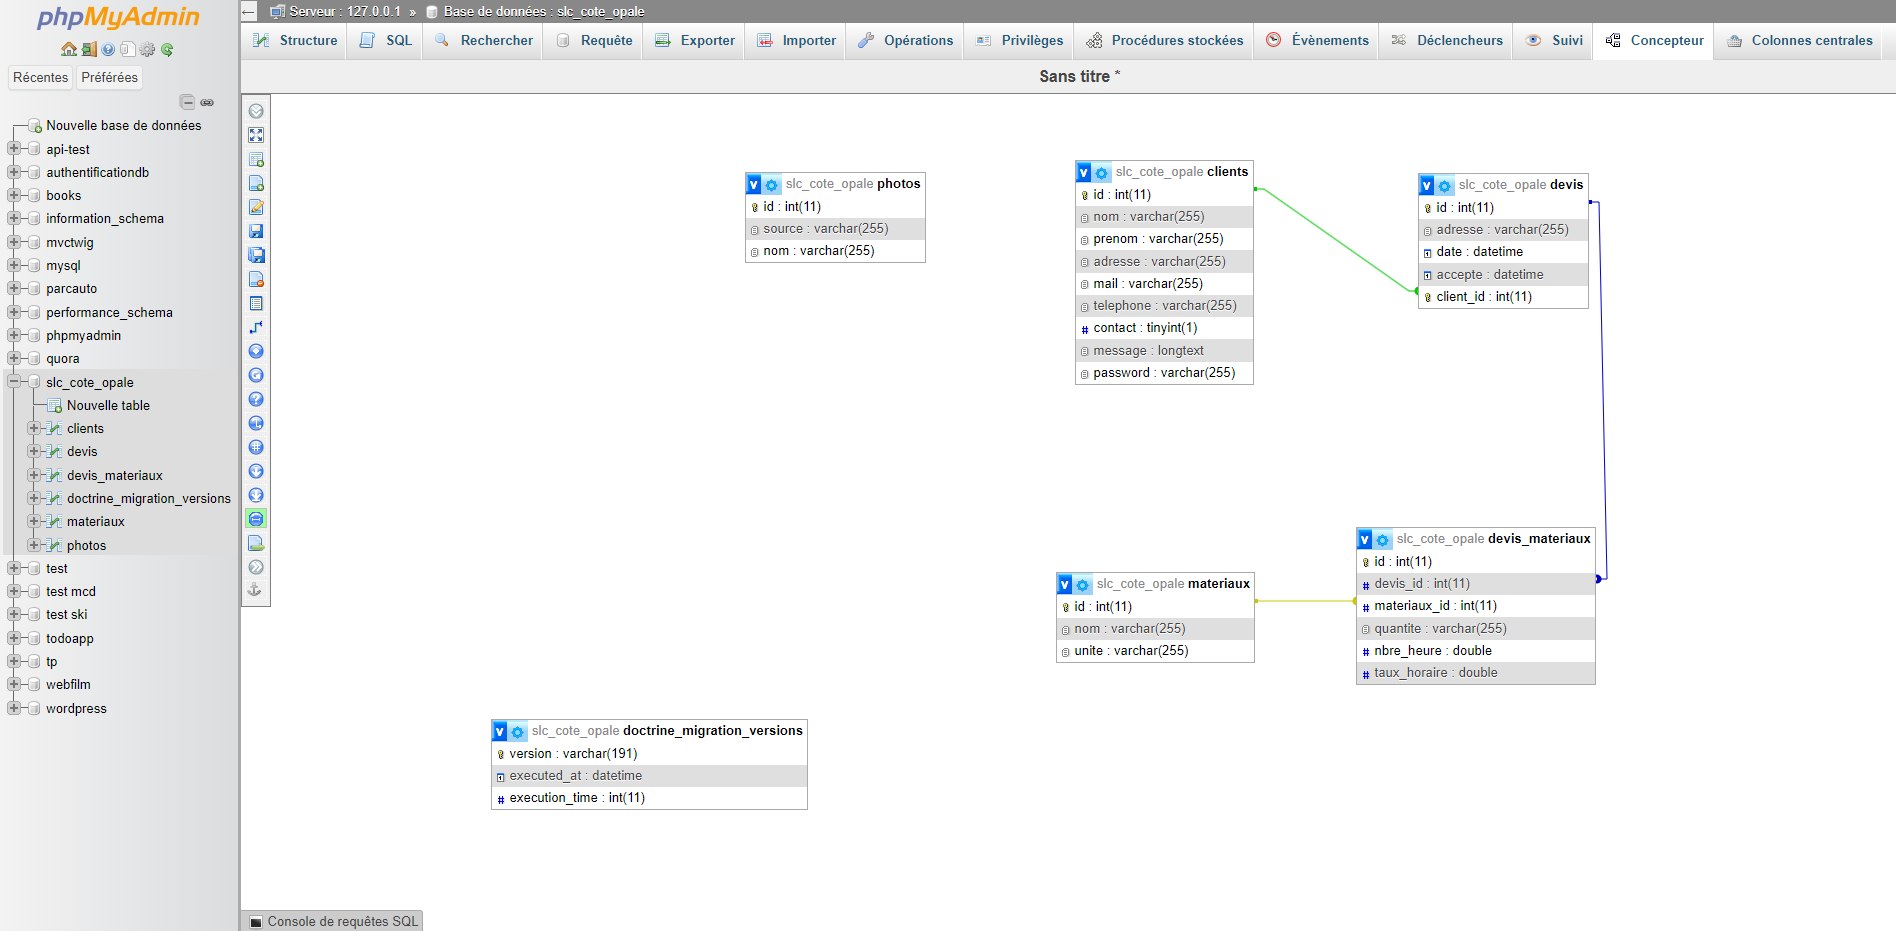 phpMyAdmin
Récentes
Préférées
Nouvelle base de données
api-test
authentificationdb
books
information_schema
mvctwig
mysql
parcauto
performance_schema
phpmyadmin
quora
slc_cote_opale
Nouvelle table
clients
devis
devis_materiaux
doctrine_migration_versions
materiaux
photos
test
test mcd
test ski
todoapp
tp
webfilm
wordpress
Serveur : 127.0.0.1 » Base de données : slc_cote_opale
Structure SQL Rechercher Requête Exporter Importer Opérations Privilèges Procédures stockées Évènements Déclencheurs Suivi Concepteur Colonnes centrales
Sans titre *
slc_cote_opale photos
id : int(11)
source : varchar(255)
nom : varchar(255)
slc_cote_opale clients
id : int(11)
nom : varchar(255)
prenom : varchar(255)
adresse : varchar(255)
mail : varchar(255)
telephone : varchar(255)
contact : tinyint(1)
message : longtext
password : varchar(255)
slc_cote_opale devis
id : int(11)
adresse : varchar(255)
date : datetime
accepte : datetime
client_id : int(11)
slc_cote_opale materiaux
id : int(11)
nom : varchar(255)
unite : varchar(255)
slc_cote_opale devis_materiaux
id : int(11)
devis_id : int(11)
materiaux_id : int(11)
quantite : varchar(255)
nbre_heure : double
taux_horaire : double
slc_cote_opale doctrine_migration_versions
version : varchar(191)
executed_at : datetime
execution_time : int(11)
Console de requêtes SQL